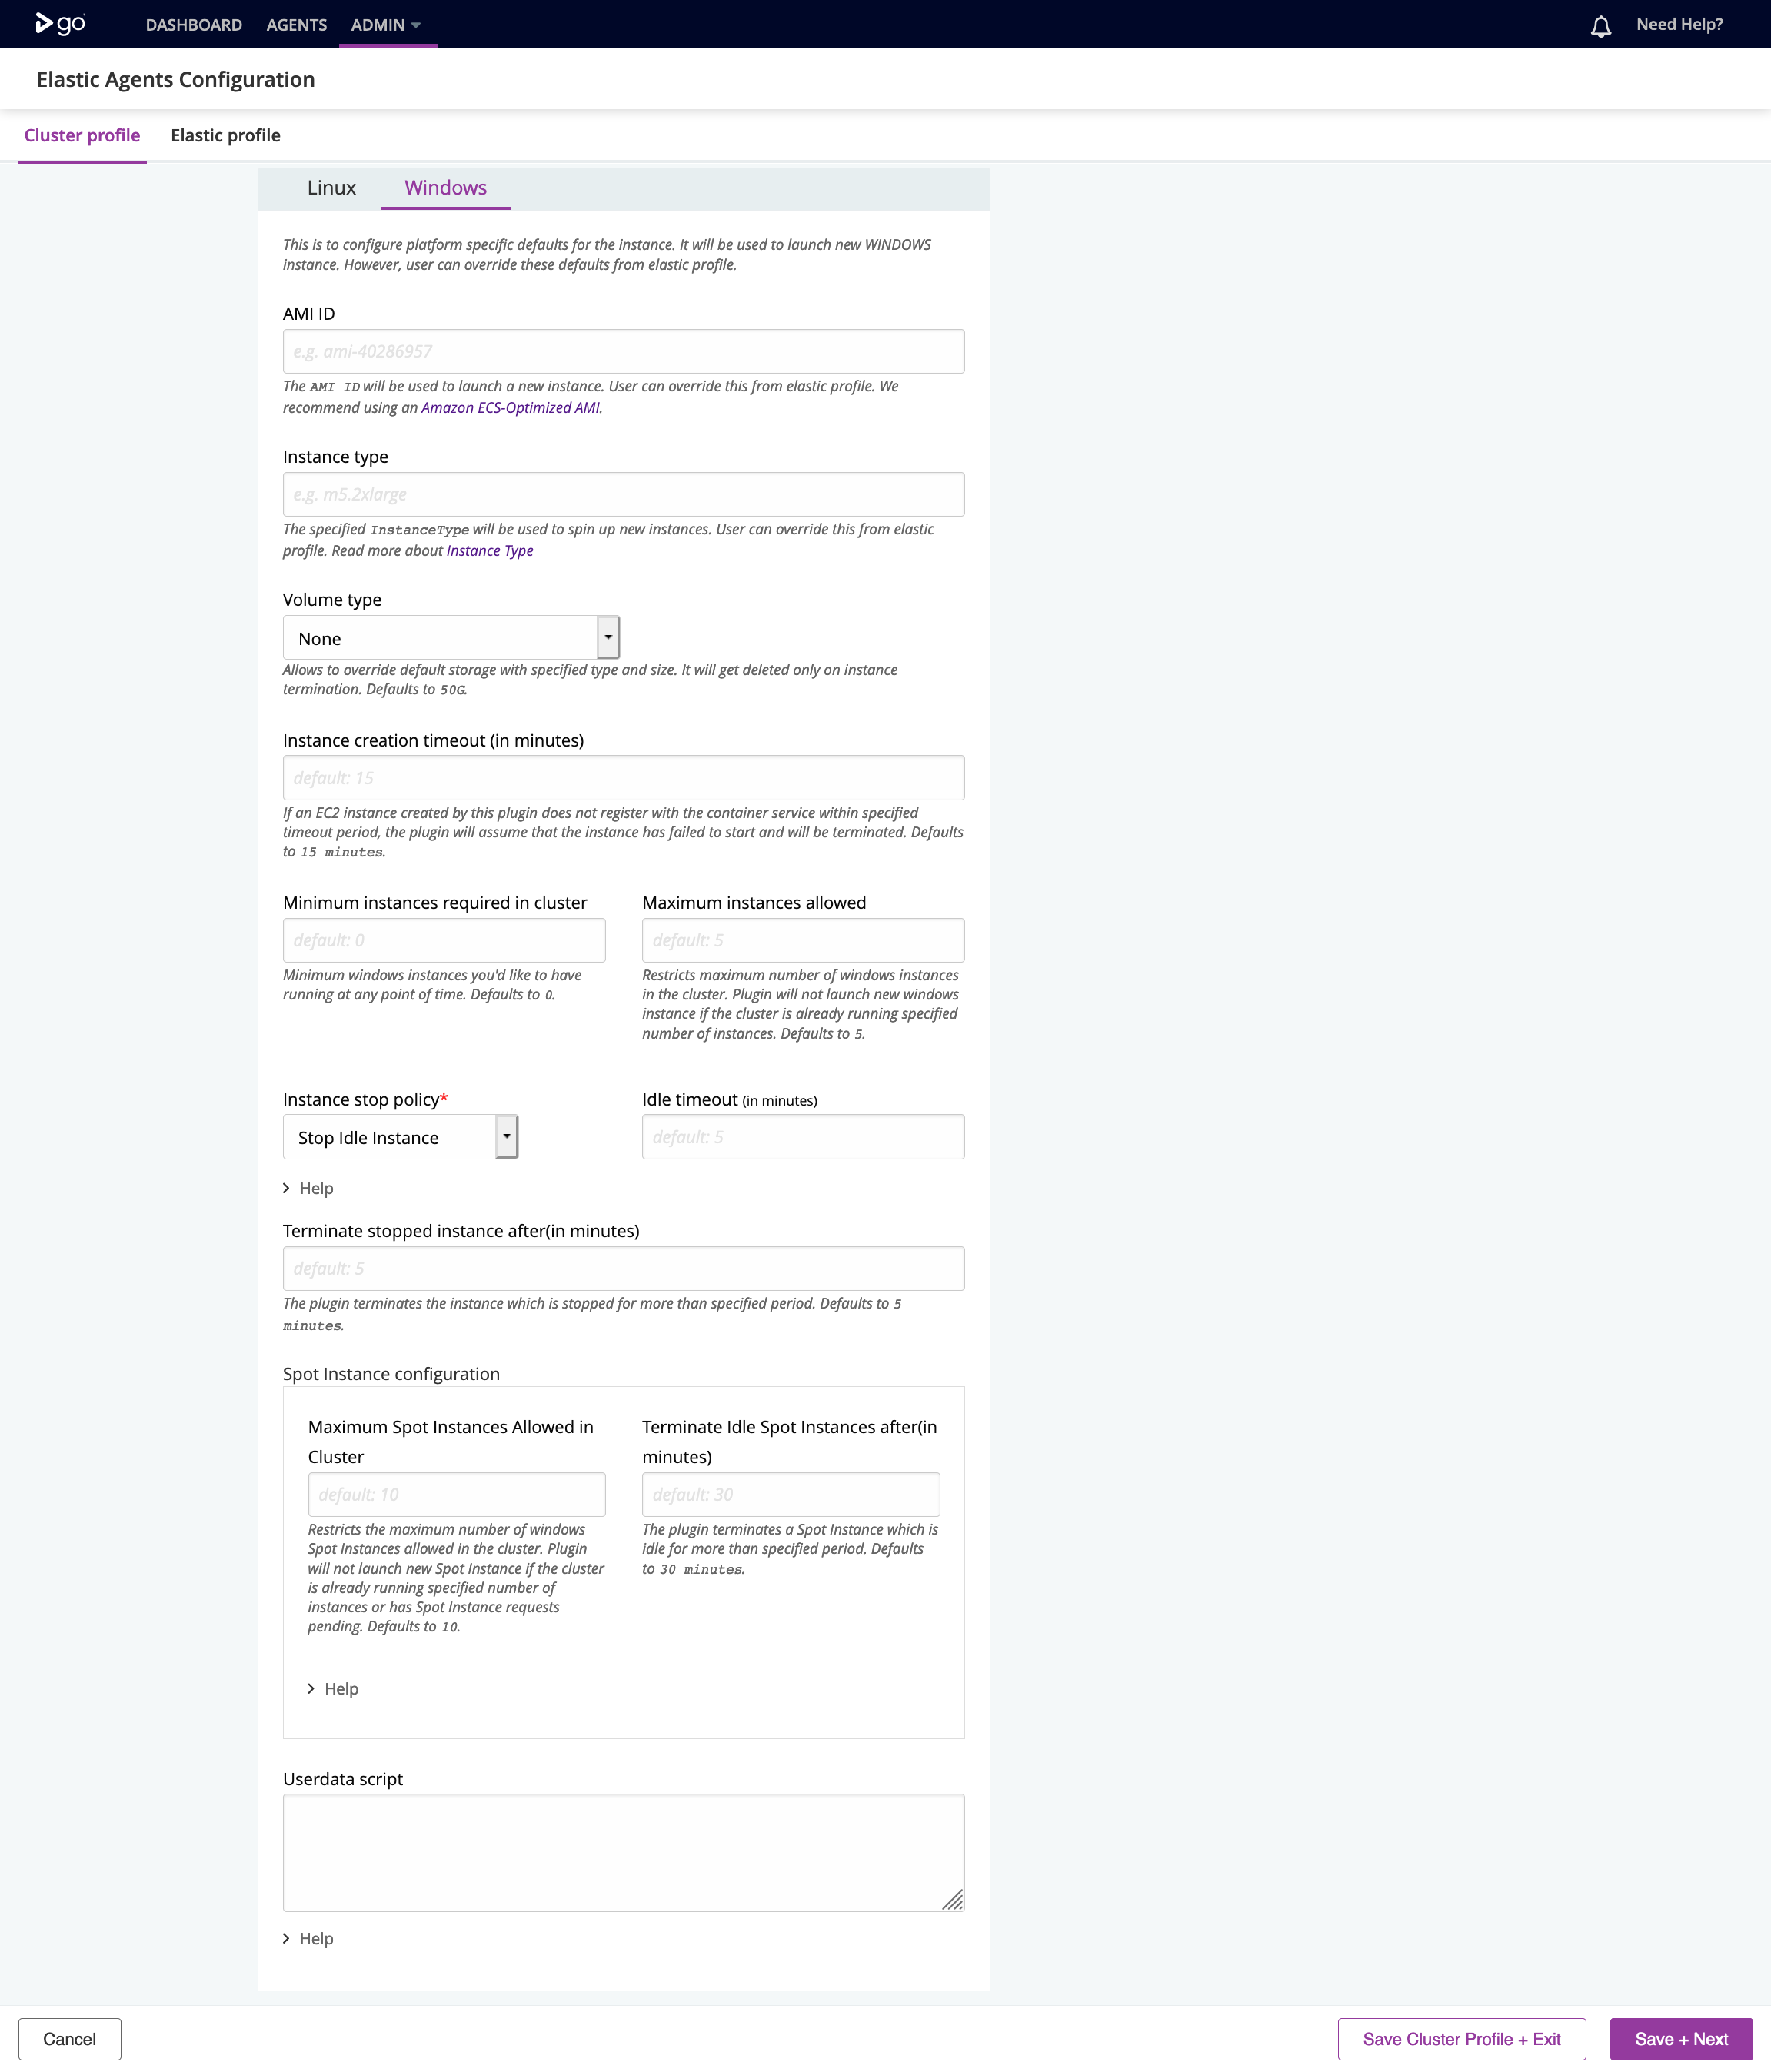 go
DASHBOARD AGENTS ADMIN
Need Help?
Elastic Agents Configuration
Cluster profile Elastic profile
Linux Windows
This is to configure platform specific defaults for the instance. It will be used to launch new WINDOWS
instance. However, user can override these defaults from elastic profile.
AMI ID
e.g. ami-40286957
The AMI ID will be used to launch a new instance. User can override this from elastic profile. We
recommend using an Amazon ECS-Optimized AMI.
Instance type
e.g. m5.2xlarge
The specified InstanceType will be used to spin up new instances. User can override this from elastic
profile. Read more about Instance Type
Volume type
None
Allows to override default storage with specified type and size. It will get deleted only on instance
termination. Defaults to 50G.
Instance creation timeout (in minutes)
default: 15
If an EC2 instance created by this plugin does not register with the container service within specified
timeout period, the plugin will assume that the instance has failed to start and will be terminated. Defaults
to 15 minutes.
Minimum instances required in cluster
default: 0
Minimum windows instances you'd like to have
running at any point of time. Defaults to 0.
Maximum instances allowed
default: 5
Restricts maximum number of windows instances
in the cluster. Plugin will not launch new windows
instance if the cluster is already running specified
number of instances. Defaults to 5.
Instance stop policy*
Stop Idle Instance
Idle timeout (in minutes)
default: 5
Help
Terminate stopped instance after(in minutes)
default: 5
The plugin terminates the instance which is stopped for more than specified period. Defaults to 5
minutes.
Spot Instance configuration
Maximum Spot Instances Allowed in
Cluster
default: 10
Restricts the maximum number of windows
Spot Instances allowed in the cluster. Plugin
will not launch new Spot Instance if the cluster
is already running specified number of
instances or has Spot Instance requests
pending. Defaults to 10.
Terminate Idle Spot Instances after(in
minutes)
default: 30
The plugin terminates a Spot Instance which is
idle for more than specified period. Defaults
to 30 minutes.
Help
Userdata script
Help
Cancel
Save Cluster Profile + Exit
Save + Next